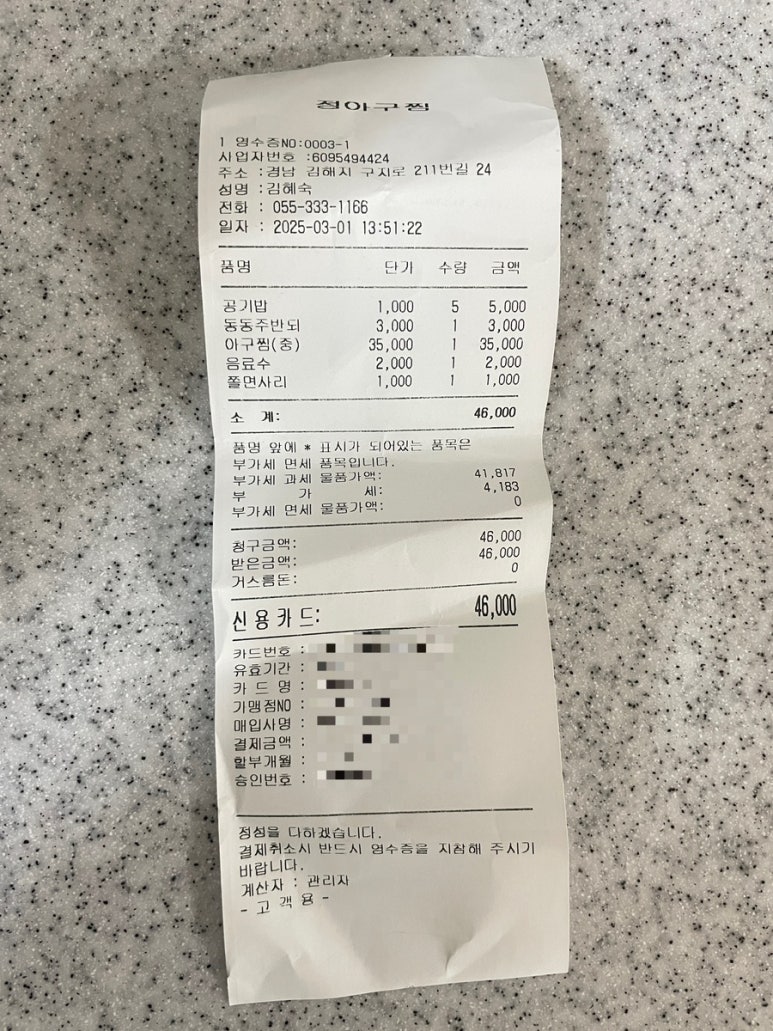 청아구찜
1 영수증NO:0003-1
사업자번호 :6095494424
주소 :경남 김해시 구지로 211번길 24
성명 :김혜숙
전화 : 055-333-1166
일자 : 2025-03-01 13:51:22
품명 단가 수량 금액
공기밥 1,000 5 5,000
동동주반되 3,000 1 3,000
아구찜(중) 35,000 1 35,000
음료수 2,000 1 2,000
쫄면사리 1,000 1 1,000
소 계: 46,000
품명 앞에 * 표시가 되어있는 품목은
부가세 면세 품목입니다.
부가세 과세 물품가액: 41,817
부 가 세: 4,183
부가세 면세 물품가액: 0
청구금액: 46,000
받은금액: 46,000
거스름돈: 0
신용카드: 46,000
카드번호 :
유효기간 :
카 드 명 :
가맹점NO :
매입사명 :
결제금액 :
할부개월 :
승인번호 :
정성을 다하겠습니다.
결제취소시 반드시 영수증을 지참해 주시기
바랍니다.
계산자 : 관리자
- 고 객 용 -